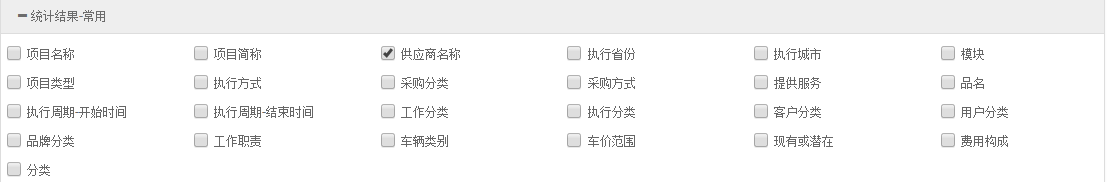 统计结果-常用
项目名称 项目简称 供应商名称 执行省份 执行城市 模块
项目类型 执行方式 采购分类 采购方式 提供服务 品名
执行周期-开始时间 执行周期-结束时间 工作分类 执行分类 客户分类 用户分类
品牌分类 工作职责 车辆类别 车价范围 现有或潜在 费用构成
分类